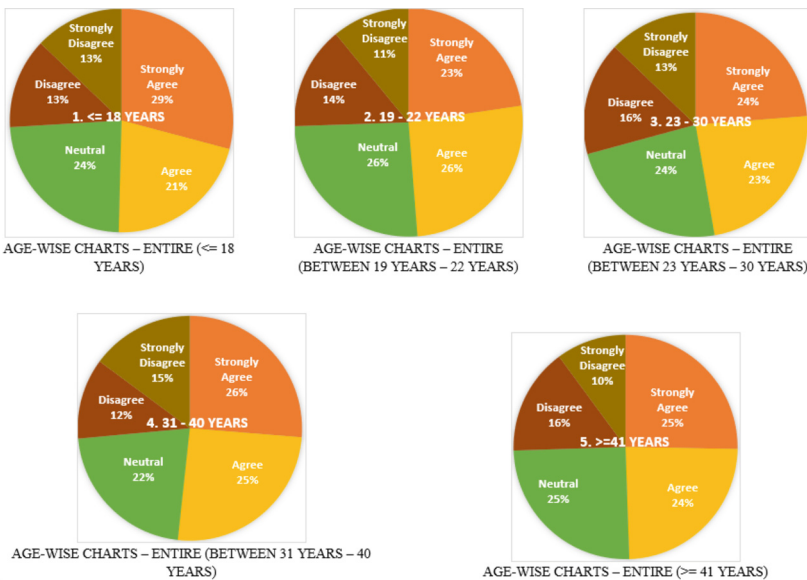 Strongly
Disagree
13%
Strongly
Agree
29%
Disagree
13%
1. <= 18 YEARS
Neutral
24%
Agree
21%
AGE-WISE CHARTS – ENTIRE (<= 18
YEARS)
Strongly
Disagree
11%
Strongly
Agree
23%
Disagree
14%
2. 19 - 22 YEARS
Neutral
26%
Agree
26%
AGE-WISE CHARTS – ENTIRE
(BETWEEN 19 YEARS – 22 YEARS)
Strongly
Disagree
13%
Strongly
Agree
24%
Disagree
16%
3. 23 - 30 YEARS
Neutral
24%
Agree
23%
AGE-WISE CHARTS – ENTIRE
(BETWEEN 23 YEARS – 30 YEARS)
Strongly
Disagree
15%
Strongly
Agree
26%
Disagree
12%
4. 31 - 40 YEARS
Neutral
22%
Agree
25%
AGE-WISE CHARTS – ENTIRE (BETWEEN 31 YEARS – 40
YEARS)
Strongly
Disagree
10%
Strongly
Agree
25%
Disagree
16%
5. >=41 YEARS
Neutral
25%
Agree
24%
AGE-WISE CHARTS – ENTIRE (>= 41 YEARS)